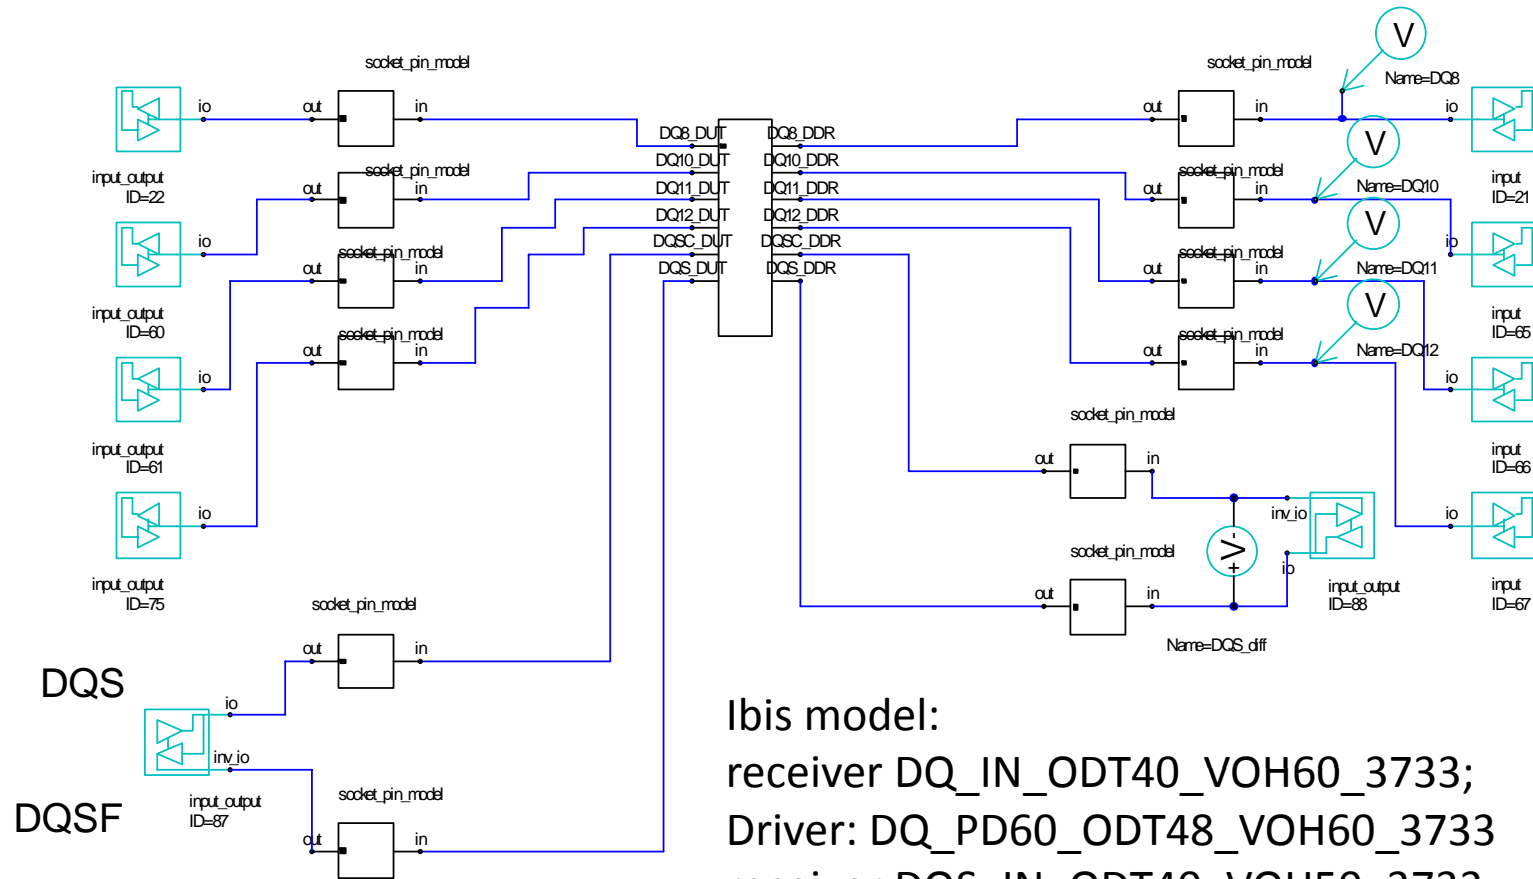 socket_pin_model
socket_pin_model
V
Name=DQ8
io
out
in
out
in
io
input_output
ID=22
DQ8_DUT
DQ8_DDR
V
input
ID=21
socket_pin_model
DQ10_DUT
DQ10_DDR
socket_pin_model
out
in
DQ11_DUT
DQ11_DDR
out
in
Name=DQ10
io
DQ12_DUT
DQ12_DDR
V
io
input_output
ID=60
socket_pin_model
DQSC_DUT
DQSC_DDR
socket_pin_model
out
in
DQS_DUT
DQS_DDR
out
in
Name=DQ11
V
input
ID=65
io
socket_pin_model
socket_pin_model
out
in
out
in
Name=DQ12
io
input_output
ID=61
socket_pin_model
input
ID=66
out
in
io
inv_io
io
input_output
ID=75
socket_pin_model
+ V -
io
input_output
ID=88
input
ID=67
socket_pin_model
out
in
out
in
Name=DQS_diff
DQS
io
inv_io
input_output
ID=87
DQSF
socket_pin_model
out
in
Ibis model:
receiver DQ_IN_ODT40_VOH60_3733;
Driver: DQ_PD60_ODT48_VOH60_3733